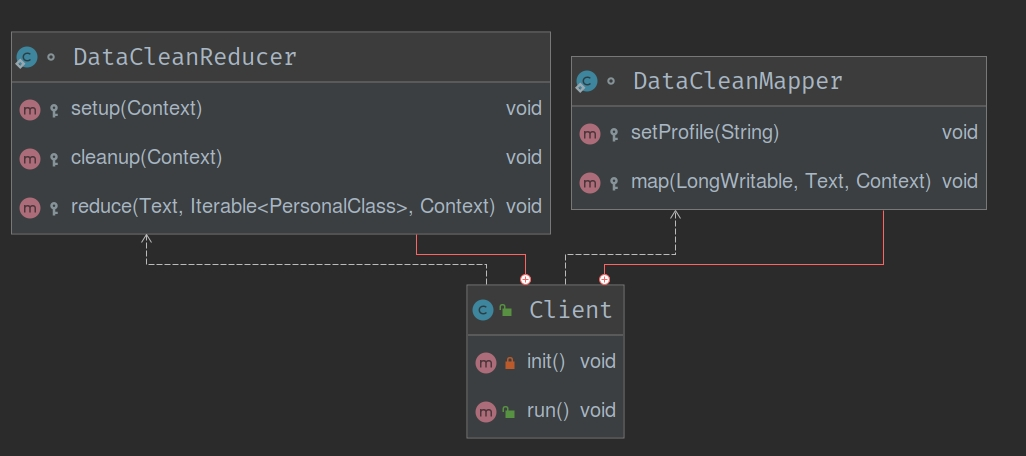 DataCleanReducer
setup(Context) void
cleanup(Context) void
reduce(Text, Iterable<PersonalClass>, Context) void
DataCleanMapper
setProfile(String) void
map(LongWritable, Text, Context) void
Client
init() void
run() void